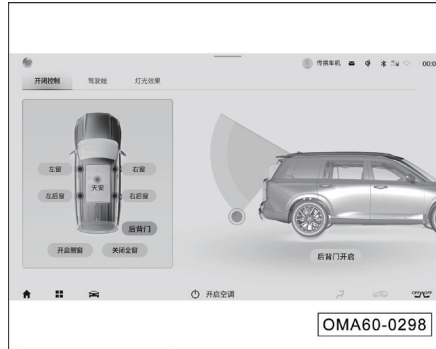 传祺车机 00:0
开闭控制 驾驶舱 灯光效果
左窗 右窗
天窗
左后窗 右后窗
后背门
开启侧窗 关闭全窗
后背门开启
开启空调 OFF
OMA60-0298